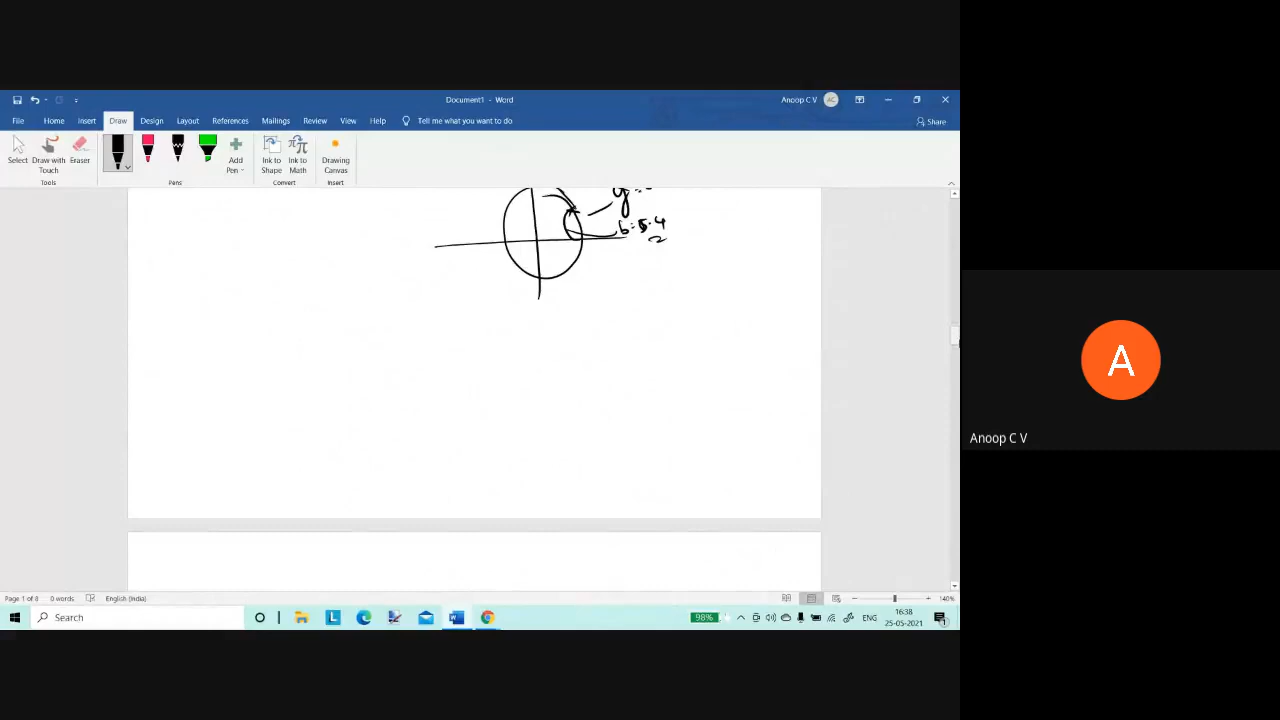 Document1 - Word
Anoop C V
AC
File Home Insert Draw Design Layout References Mailings Review View Help Tell me what you want to do
Share
Select
Draw with Touch
Eraser
Add Pen
Ink to Shape
Ink to Math
Drawing Canvas
Tools
Pens
Convert
Insert
b = 5.4
A
Anoop C V
Page 1 of 8 0 words English (India)
140%
Search
L
98%
ENG
16:38
25-05-2021
1